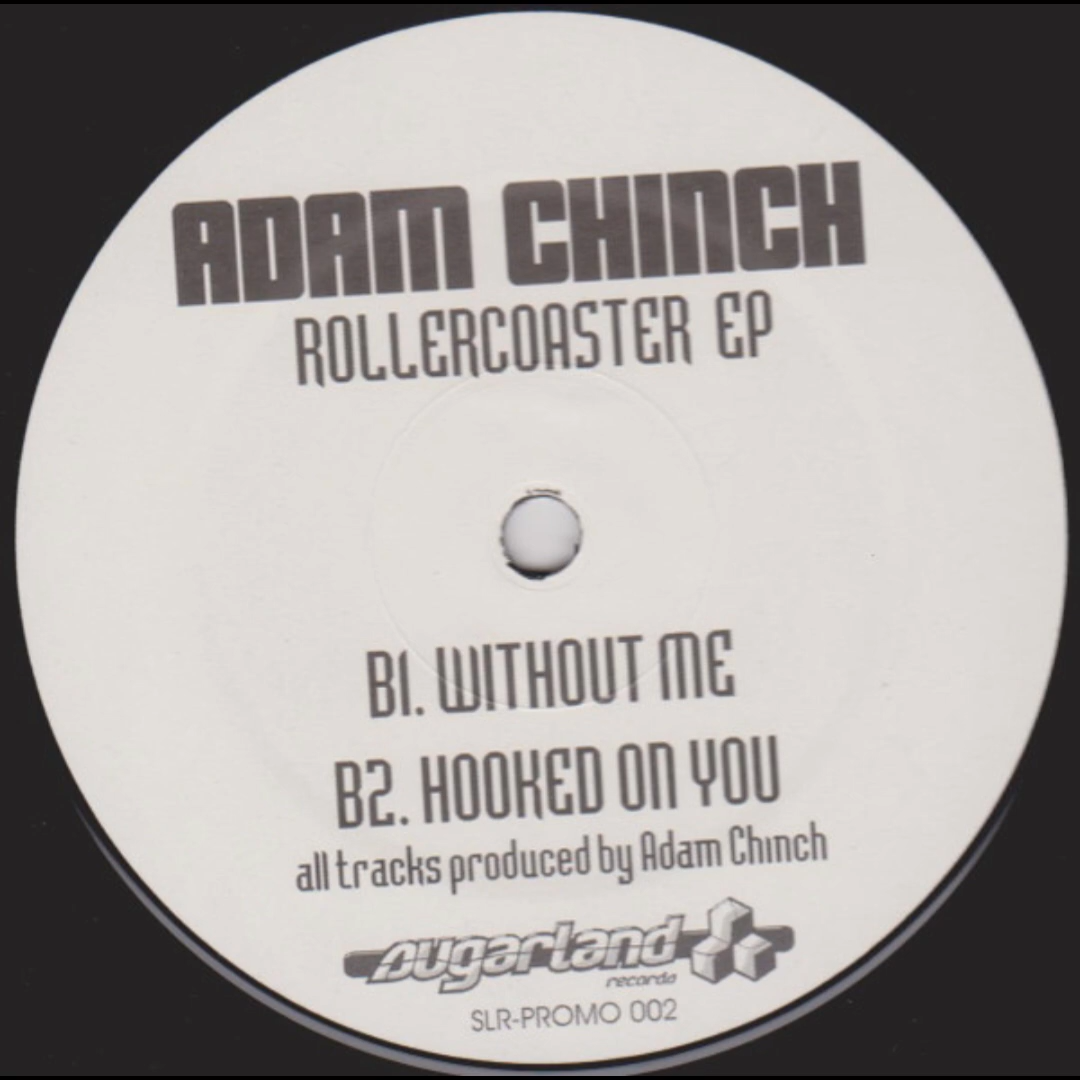 ADAM CHINCH
ROLLERCOASTER EP
B1. WITHOUT ME
B2. HOOKED ON YOU
all tracks produced by Adam Chinch
sugarland
records
SLR-PROMO 002